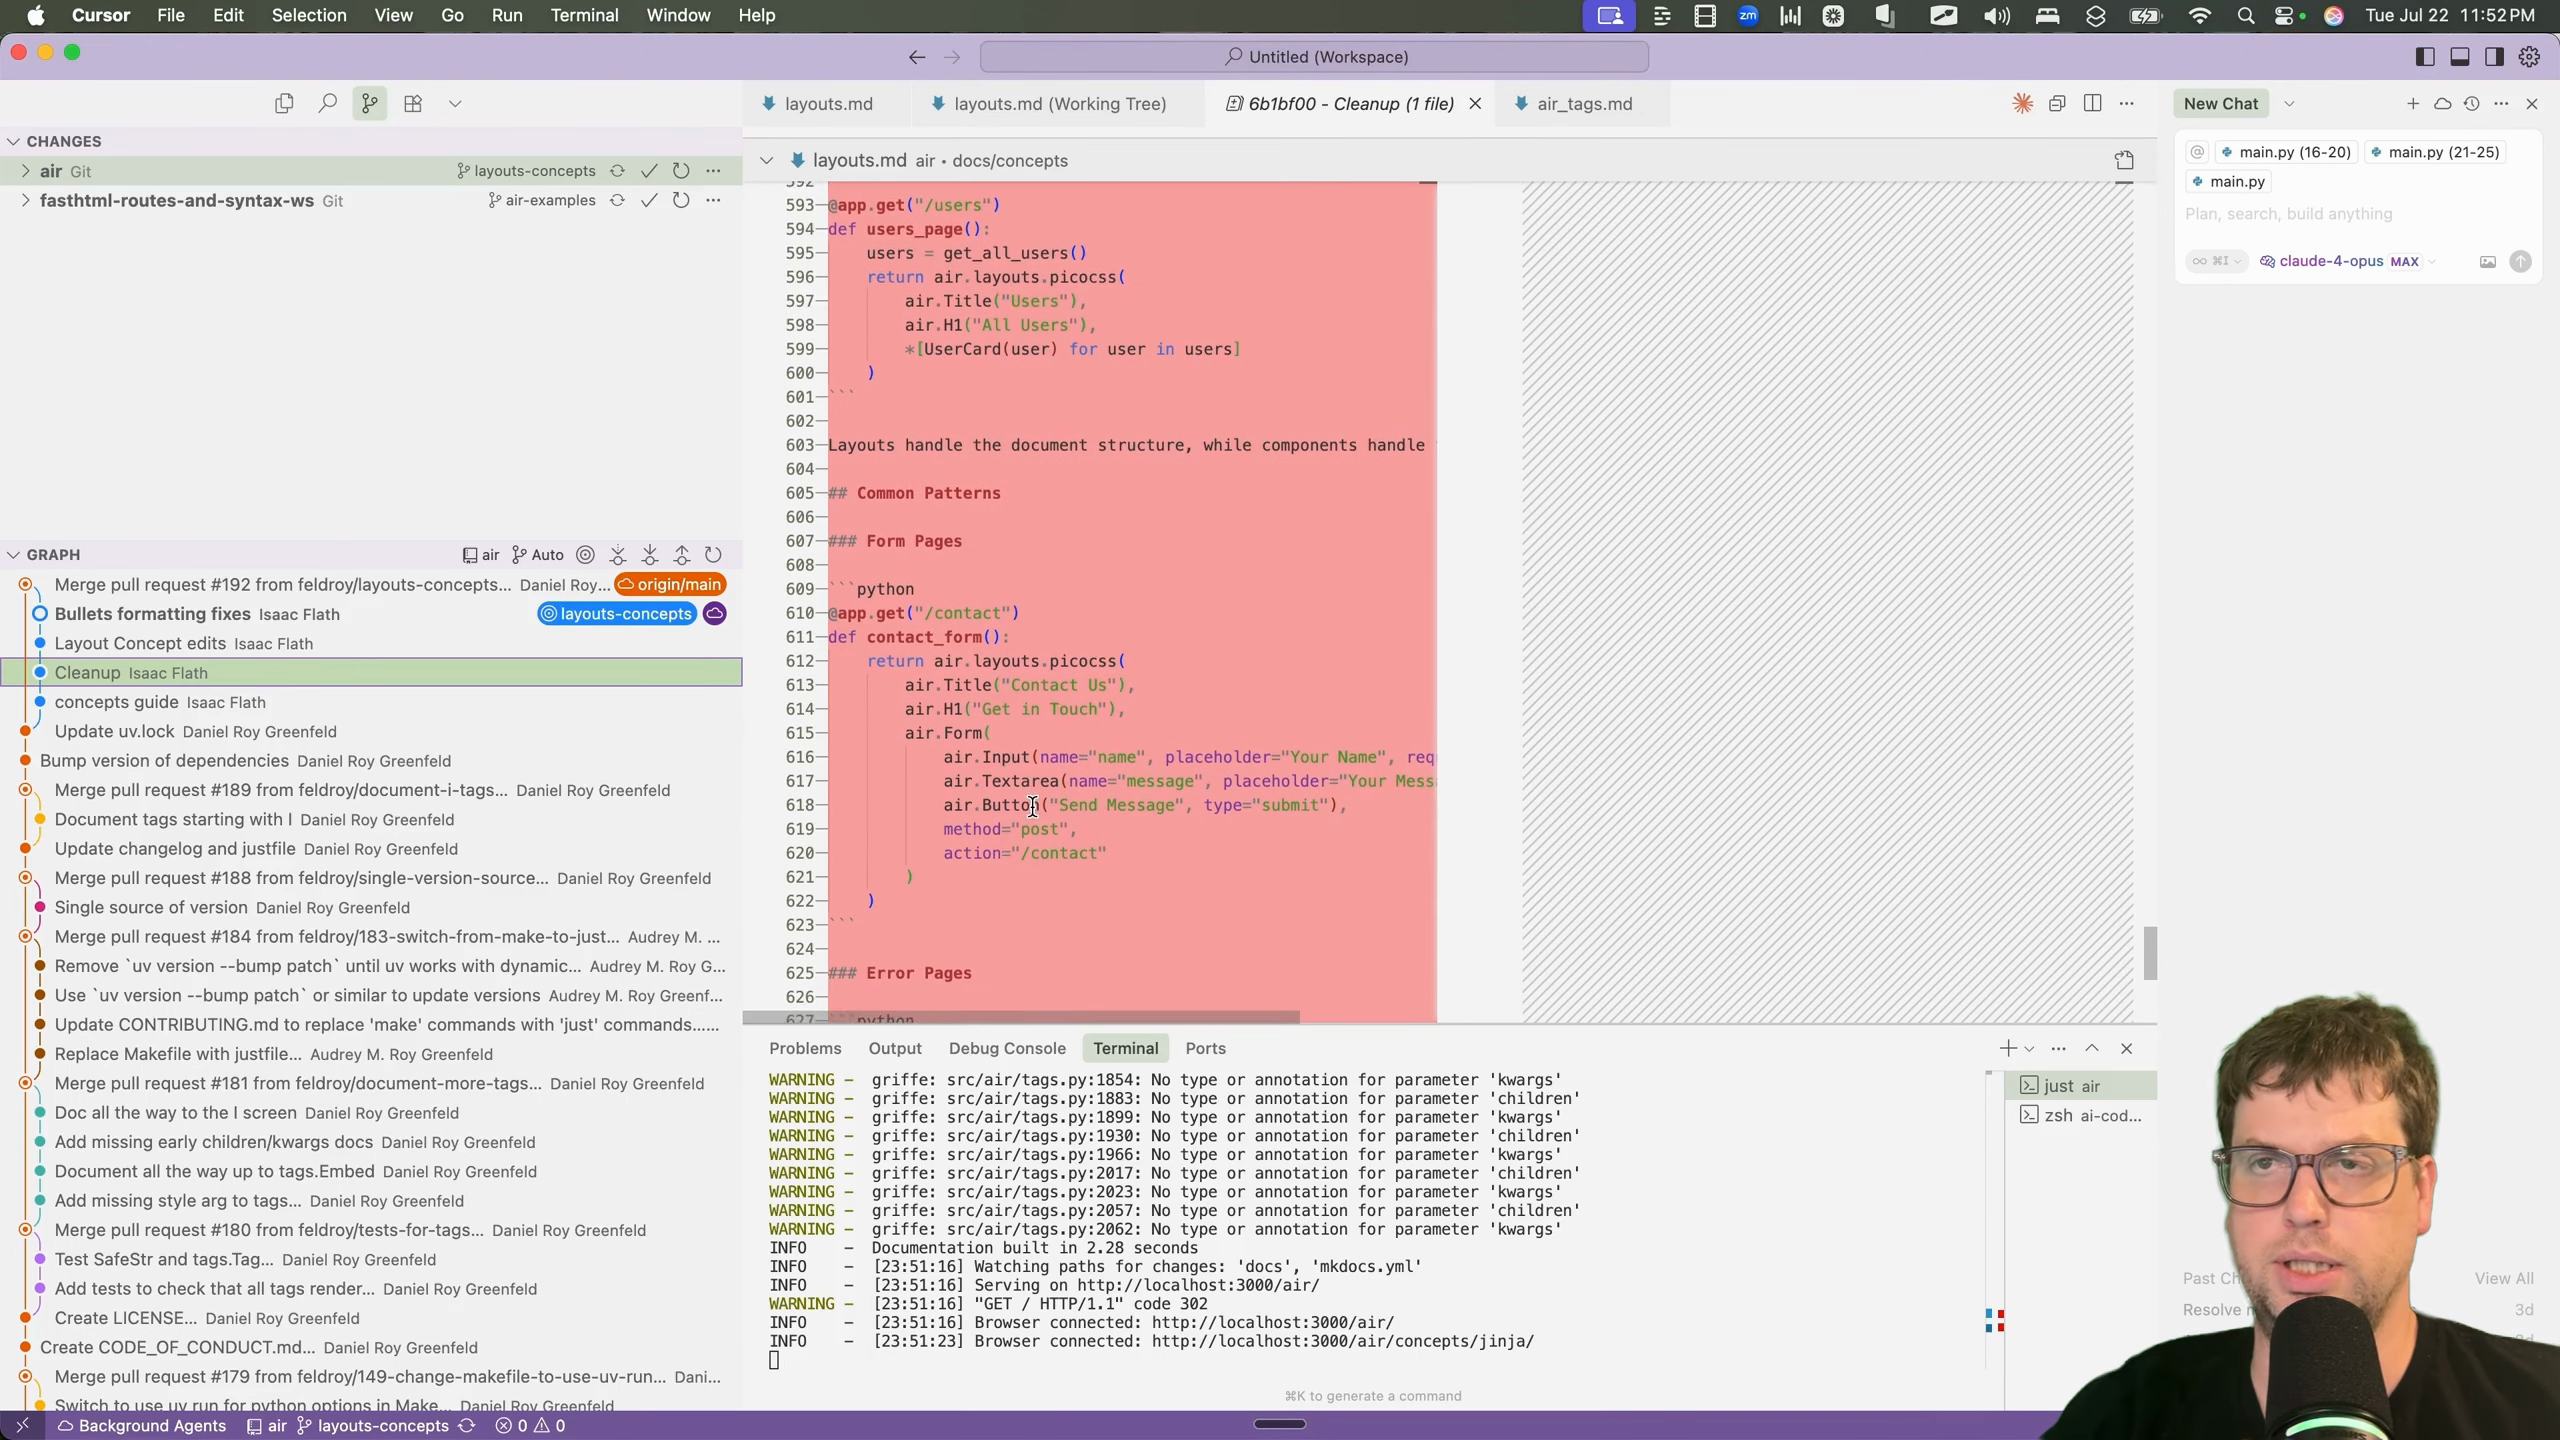 Cursor File Edit Selection View Go Run Terminal Window Help
zm
Tue Jul 22 11:52 PM
Untitled (Workspace)
layouts.md
layouts.md (Working Tree)
6b1bf00 - Cleanup (1 file)
air_tags.md
New Chat
CHANGES
air Git
layouts-concepts
fasthtml-routes-and-syntax-ws Git
air-examples
layouts.md air • docs/concepts
@ main.py (16-20) main.py (21-25)
main.py
Plan, search, build anything
∞ ⌘I
claude-4-opus MAX
592
593 @app.get("/users")
594 def users_page():
595 users = get_all_users()
596 return air.layouts.picocss(
597 air.Title("Users"),
598 air.H1("All Users"),
599 *[UserCard(user) for user in users]
600 )
601 ```
602
603 Layouts handle the document structure, while components handle
604
605 ## Common Patterns
606
607 ### Form Pages
608
609 ```python
610 @app.get("/contact")
611 def contact_form():
612 return air.layouts.picocss(
613 air.Title("Contact Us"),
614 air.H1("Get in Touch"),
615 air.Form(
616 air.Input(name="name", placeholder="Your Name", req
617 air.Textarea(name="message", placeholder="Your Mess
618 air.Button("Send Message", type="submit"),
619 method="post",
620 action="/contact"
621 )
622 )
623 ```
624
625 ### Error Pages
626
627 ```python
GRAPH
air Auto
Merge pull request #192 from feldroy/layouts-concepts... Daniel Roy... origin/main
Bullets formatting fixes Isaac Flath layouts-concepts
Layout Concept edits Isaac Flath
Cleanup Isaac Flath
concepts guide Isaac Flath
Update uv.lock Daniel Roy Greenfeld
Bump version of dependencies Daniel Roy Greenfeld
Merge pull request #189 from feldroy/document-i-tags... Daniel Roy Greenfeld
Document tags starting with I Daniel Roy Greenfeld
Update changelog and justfile Daniel Roy Greenfeld
Merge pull request #188 from feldroy/single-version-source... Daniel Roy Greenfeld
Single source of version Daniel Roy Greenfeld
Merge pull request #184 from feldroy/183-switch-from-make-to-just... Audrey M. ...
Remove `uv version --bump patch` until uv works with dynamic... Audrey M. Roy G...
Use `uv version --bump patch` or similar to update versions Audrey M. Roy Greenf...
Update CONTRIBUTING.md to replace 'make' commands with 'just' commands......
Replace Makefile with justfile... Audrey M. Roy Greenfeld
Merge pull request #181 from feldroy/document-more-tags... Daniel Roy Greenfeld
Doc all the way to the I screen Daniel Roy Greenfeld
Add missing early children/kwargs docs Daniel Roy Greenfeld
Document all the way up to tags.Embed Daniel Roy Greenfeld
Add missing style arg to tags... Daniel Roy Greenfeld
Merge pull request #180 from feldroy/tests-for-tags... Daniel Roy Greenfeld
Test SafeStr and tags.Tag... Daniel Roy Greenfeld
Add tests to check that all tags render... Daniel Roy Greenfeld
Create LICENSE... Daniel Roy Greenfeld
Create CODE_OF_CONDUCT.md... Daniel Roy Greenfeld
Merge pull request #179 from feldroy/149-change-makefile-to-use-uv-run... Dani...
Switch to use uv run for python options in Make... Daniel Roy Greenfeld
Problems Output Debug Console Terminal Ports
WARNING - griffe: src/air/tags.py:1854: No type or annotation for parameter 'kwargs'
WARNING - griffe: src/air/tags.py:1883: No type or annotation for parameter 'children'
WARNING - griffe: src/air/tags.py:1899: No type or annotation for parameter 'kwargs'
WARNING - griffe: src/air/tags.py:1930: No type or annotation for parameter 'children'
WARNING - griffe: src/air/tags.py:1966: No type or annotation for parameter 'kwargs'
WARNING - griffe: src/air/tags.py:2017: No type or annotation for parameter 'children'
WARNING - griffe: src/air/tags.py:2023: No type or annotation for parameter 'kwargs'
WARNING - griffe: src/air/tags.py:2057: No type or annotation for parameter 'children'
WARNING - griffe: src/air/tags.py:2062: No type or annotation for parameter 'kwargs'
INFO - Documentation built in 2.28 seconds
INFO - [23:51:16] Watching paths for changes: 'docs', 'mkdocs.yml'
INFO - [23:51:16] Serving on http://localhost:3000/air/
WARNING - [23:51:16] "GET / HTTP/1.1" code 302
INFO - [23:51:16] Browser connected: http://localhost:3000/air/
INFO - [23:51:23] Browser connected: http://localhost:3000/air/concepts/jinja/
⌘K to generate a command
just air
zsh ai-cod...
Past Ch
View All
Resolve
3d
Background Agents air layouts-concepts 0 0